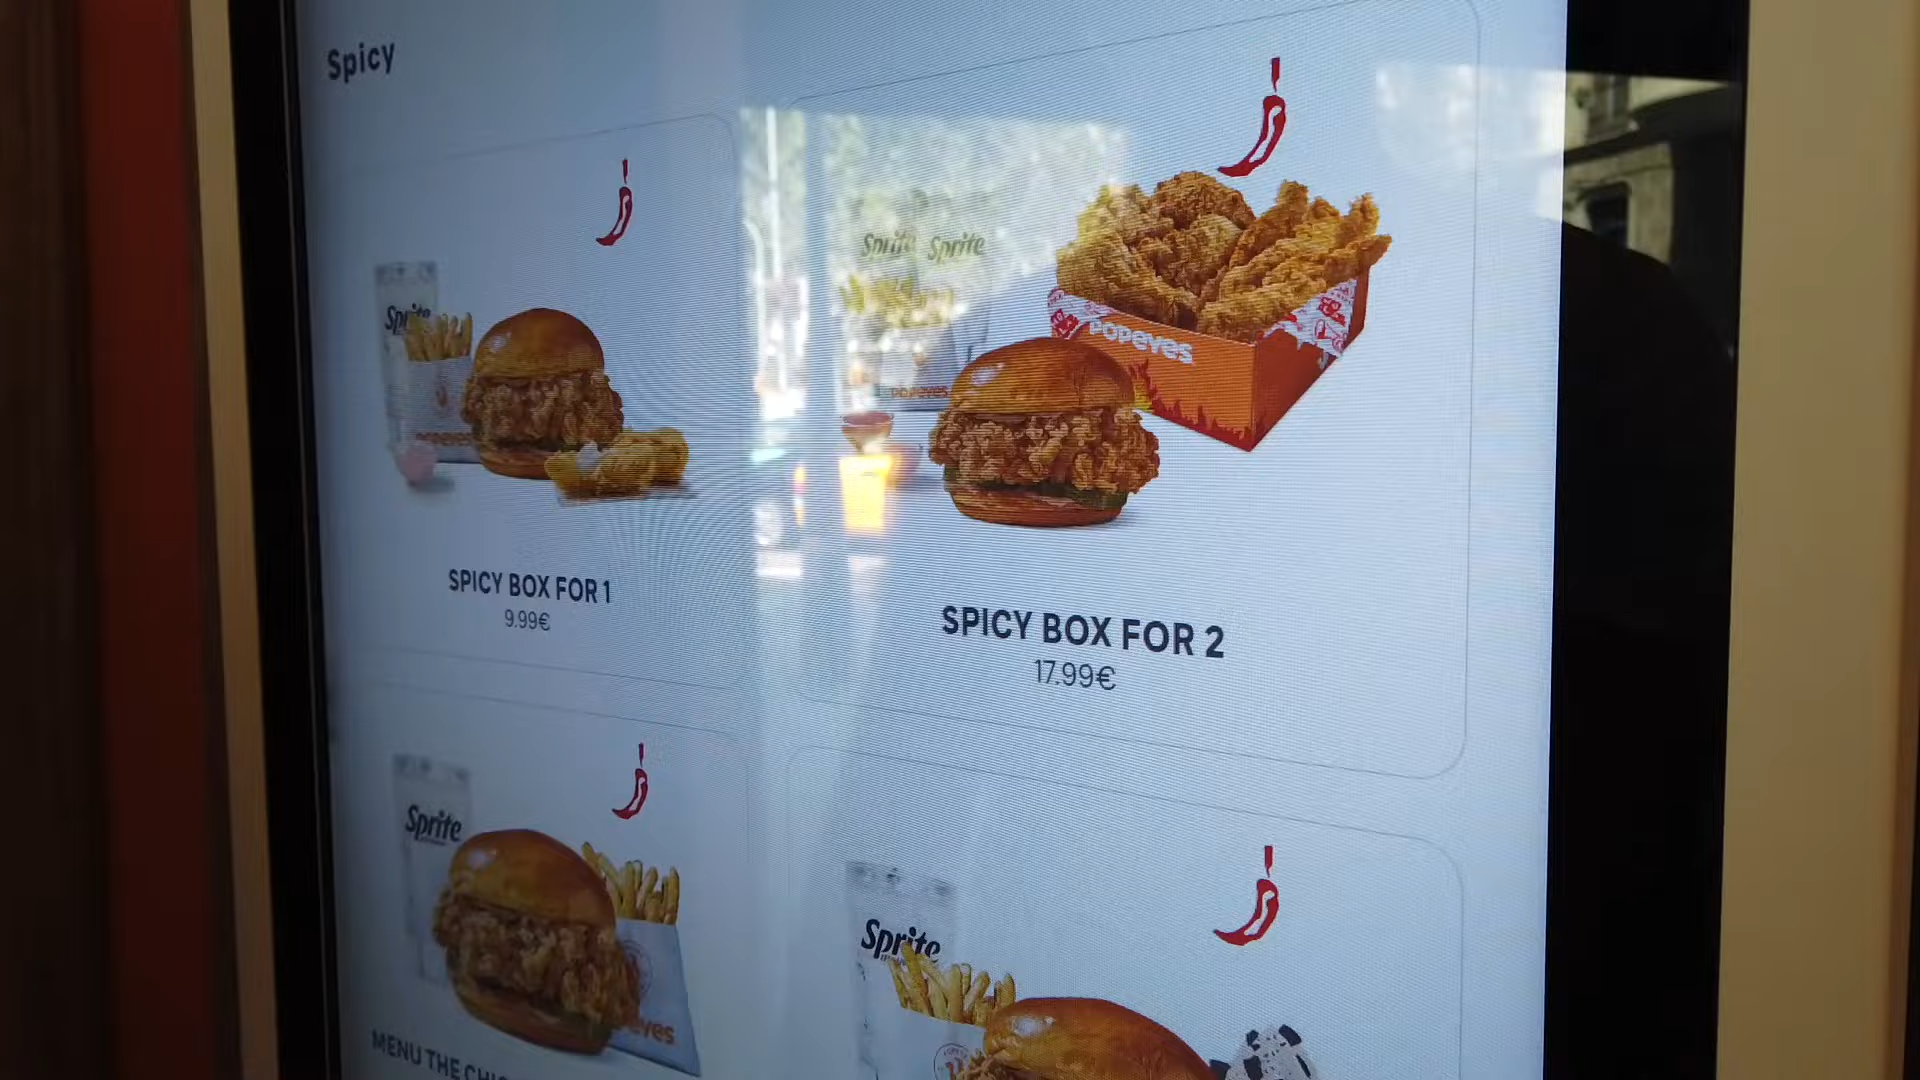 Spicy
Sprite
SPICY BOX FOR 1
9.99€
Sprite Sprite
POPEYES
POPEYES
SPICY BOX FOR 2
17.99€
Sprite
MENU THE
Sprite